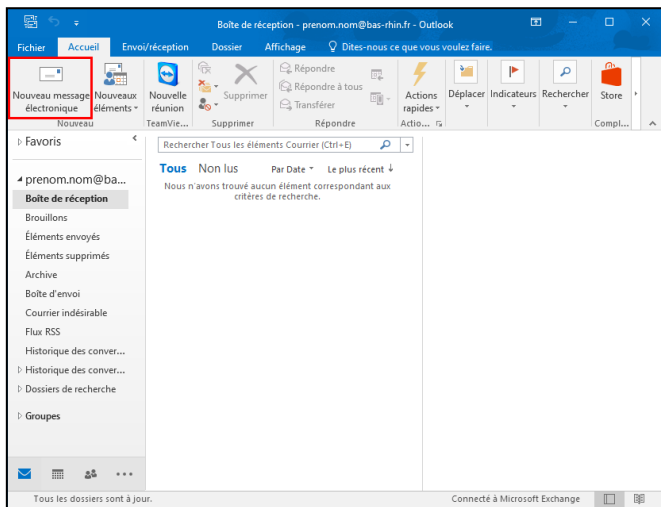 Boîte de réception - prenom.nom@bas-rhin.fr - Outlook
Fichier Accueil Envoi/réception Dossier Affichage Dites-nous ce que vous voulez faire.
Nouveau message électronique
Nouveaux éléments
Nouveau
Nouvelle réunion
TeamVie...
Supprimer
Supprimer
Répondre
Répondre à tous
Transférer
Répondre
Actions rapides
Actio...
Déplacer
Indicateurs
Rechercher
Store
Compl...
Favoris
Rechercher Tous les éléments Courrier (Ctrl+E)
Tous Non lus Par Date Le plus récent
Nous n'avons trouvé aucun élément correspondant aux
critères de recherche.
prenom.nom@ba...
Boîte de réception
Brouillons
Éléments envoyés
Éléments supprimés
Archive
Boîte d'envoi
Courrier indésirable
Flux RSS
Historique des conver...
Historique des conver...
Dossiers de recherche
Groupes
Tous les dossiers sont à jour.
Connecté à Microsoft Exchange